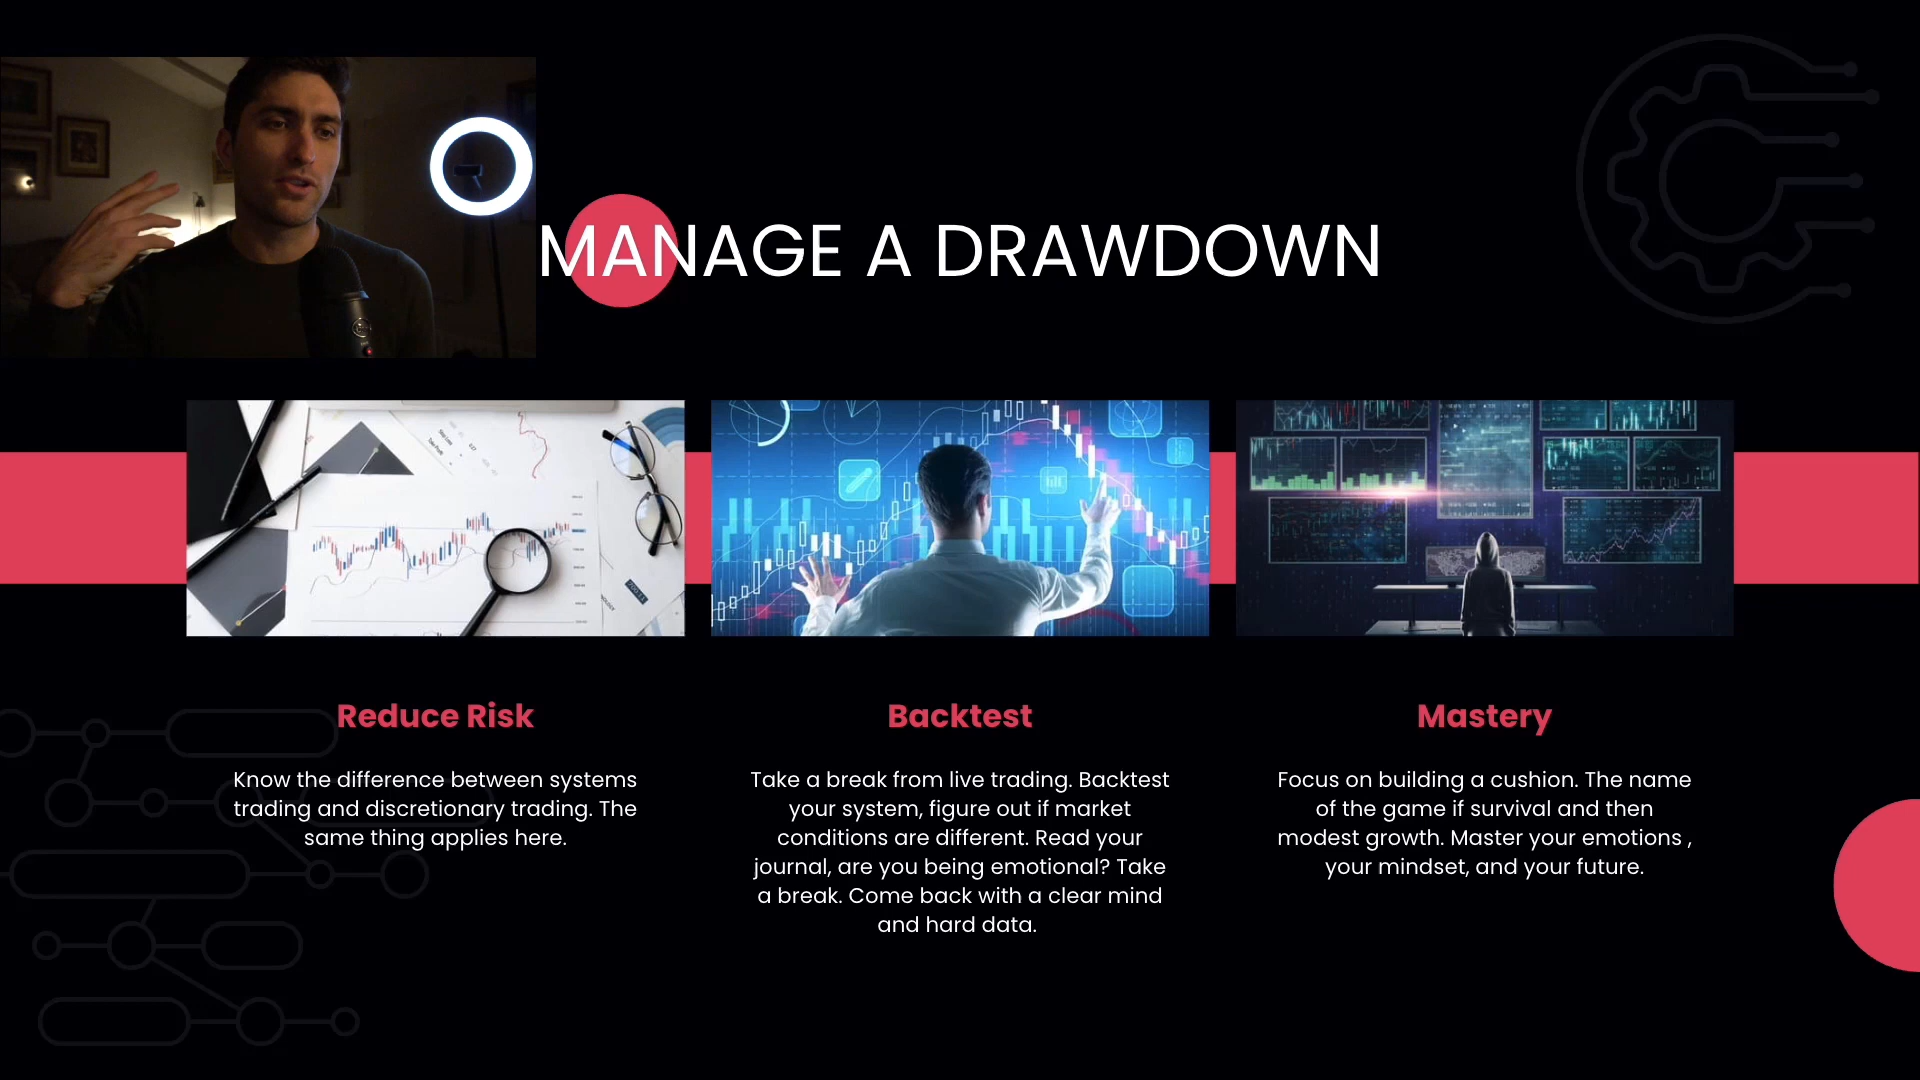 MANAGE A DRAWDOWN
Reduce Risk
Know the difference between systems
trading and discretionary trading. The
same thing applies here.
Backtest
Take a break from live trading. Backtest
your system, figure out if market
conditions are different. Read your
journal, are you being emotional? Take
a break. Come back with a clear mind
and hard data.
Mastery
Focus on building a cushion. The name
of the game if survival and then
modest growth. Master your emotions ,
your mindset, and your future.